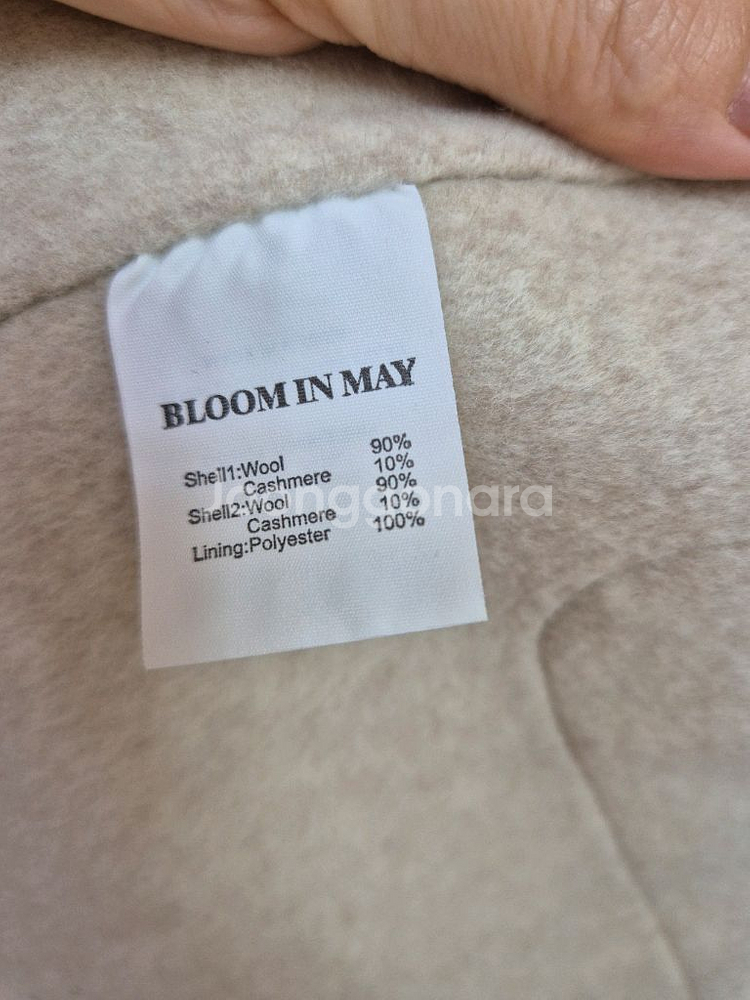 BLOOM IN MAY
Shell1:Wool 90%
Cashmere 10%
Shell2:Wool 90%
Cashmere 10%
Lining:Polyester 100%
Joonggonara